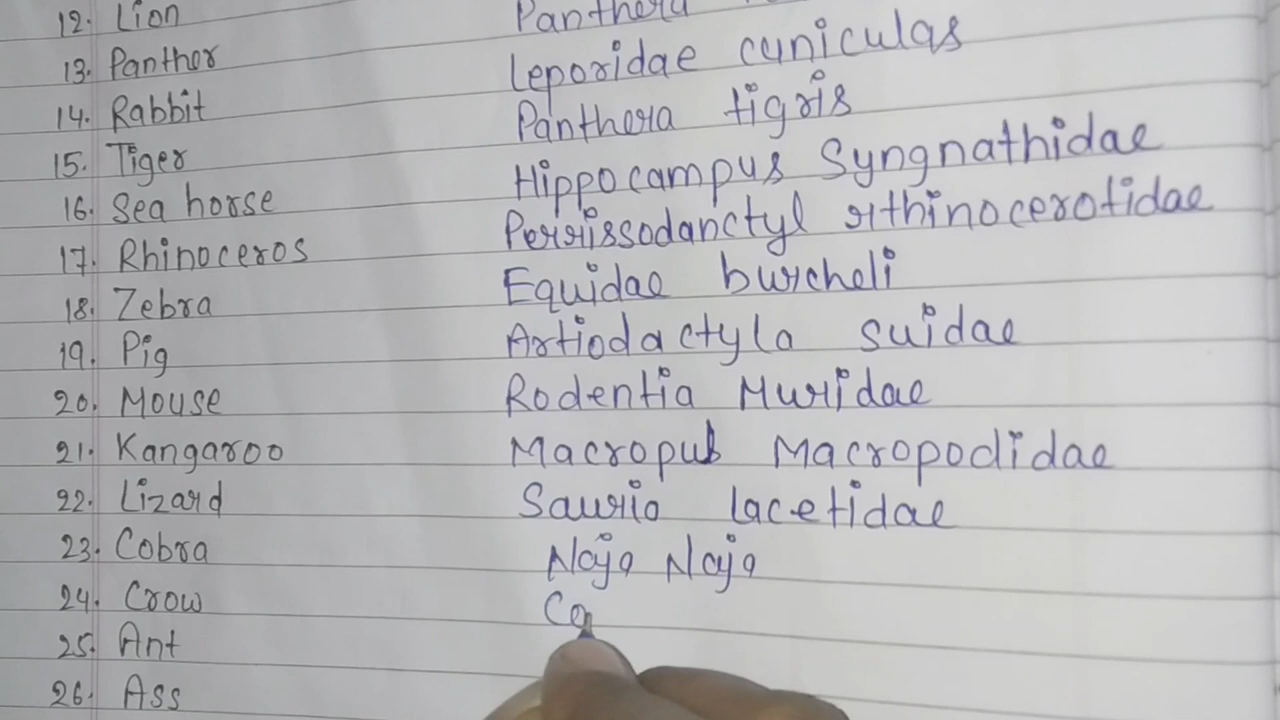 12. Lion Panthera
13. Panther Leporidae cuniculas
14. Rabbit Panthera tigris
15. Tiger Hippocampus Syngnathidae
16. Sea horse Perrissodanctyl rthinocerotidae
17. Rhinoceros Equidae burcheli
18. Zebra Artiodactyla suidae
19. Pig Rodentia Muridae
20. Mouse Macropus Macropodidae
21. Kangaroo Sauria lacetidae
22. Lizard Naja Naja
23. Cobra Co
24. Crow
25. Ant
26. Ass